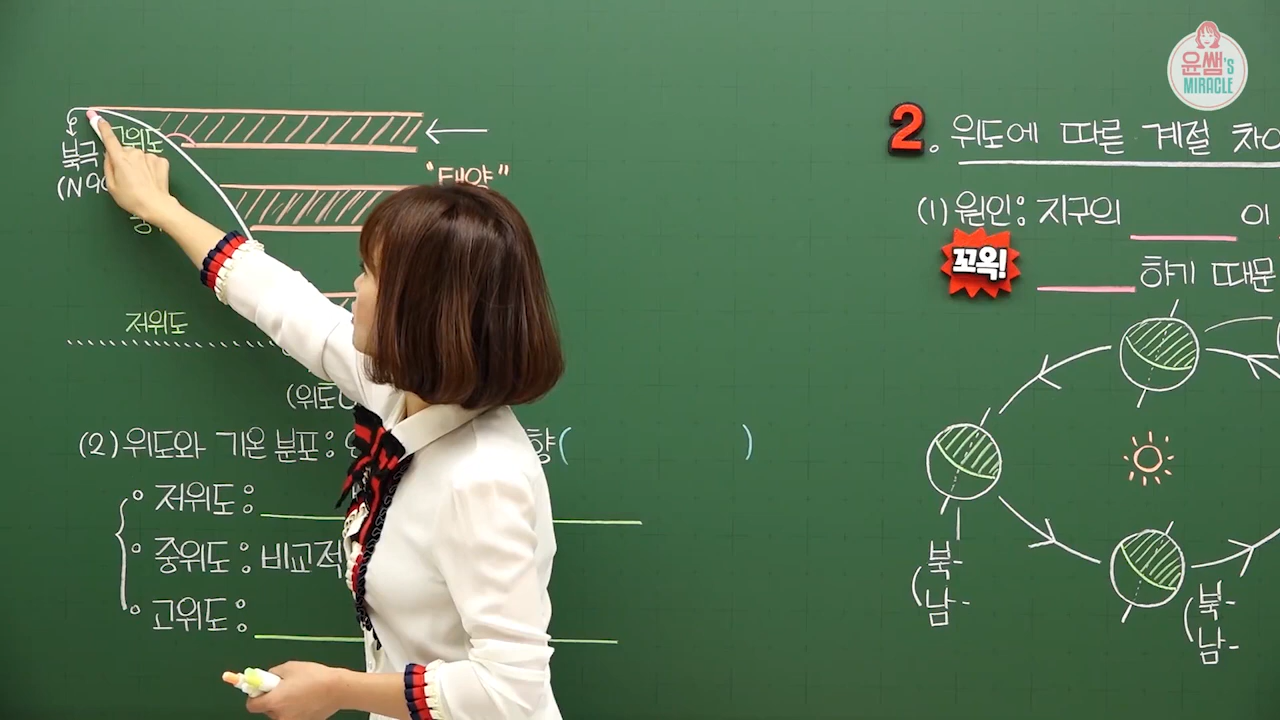 윤쌤's
MIRACLE
고위도
북극
(N 90
"태양"
저위도
(위도
(2) 위도와 기온 분포:
향( )
저위도:
중위도: 비교적
고위도:
2. 위도에 따른 계절 차이
(1) 원인: 지구의 이
꼬옥!
하기 때문
북-
남-
북-
남-